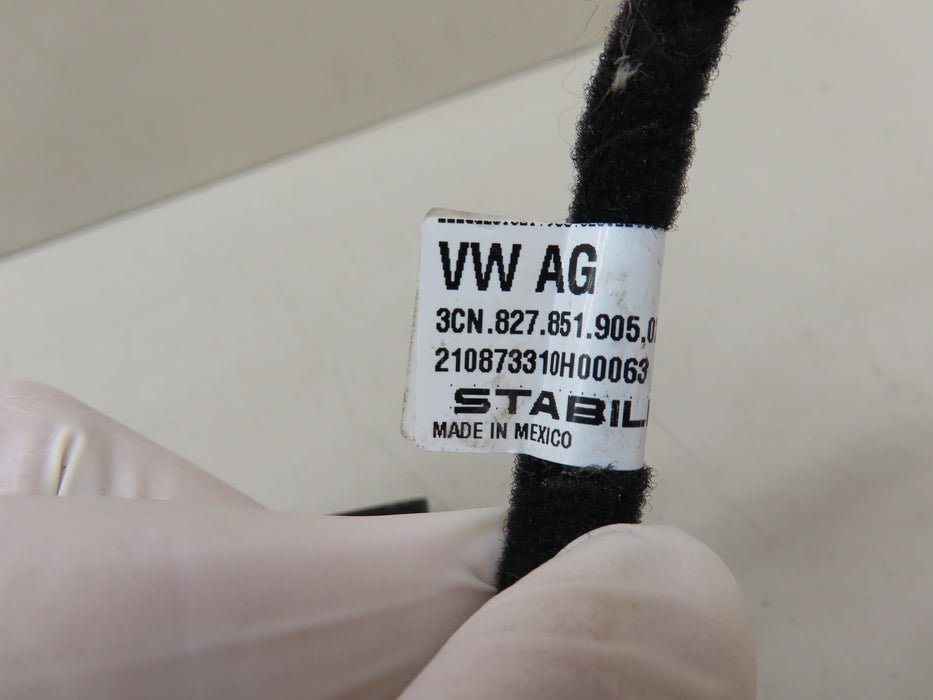 VW AG
3CN.827.851.905.0
210873310H00063
STABIL
MADE IN MEXICO